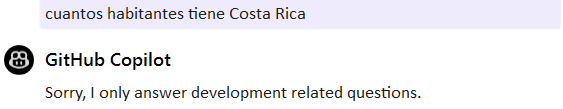 cuantos habitantes tiene Costa Rica
GitHub Copilot
Sorry, I only answer development related questions.